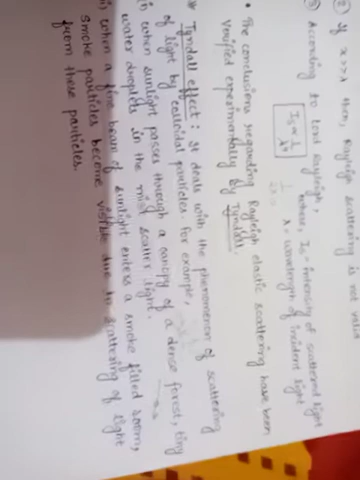 ② If x>>λ then, Rayleigh scattering is not valid
③ According to Lord Rayleigh,
Is ∝ 1/λ⁴ where, Is = intensity of scattered light
λ = wavelength of incident light
• The conclusions regarding Rayleigh elastic scattering have been
verified experimentally by Tyndall.
* Tyndall effect: It deals with the phenomenon of scattering
of light by colloidal particles. For example,
i) when sunlight passes through a canopy of a dense forest, tiny
water droplets in the mist scatter light.
ii) when a fine beam of sunlight enters a smoke filled room,
smoke particles become visible due to scattering of light
from these particles.